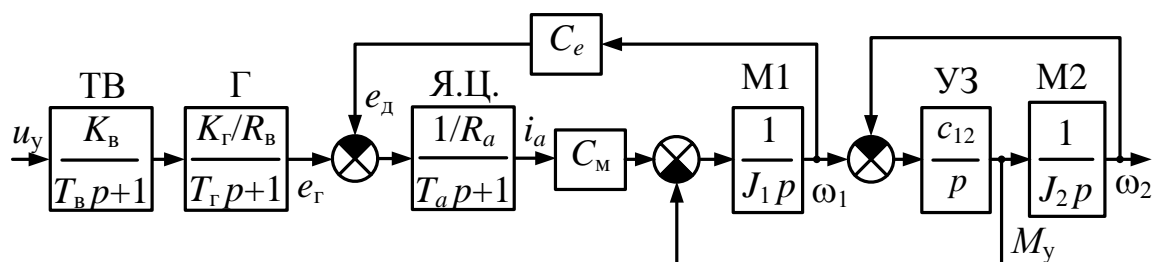 C_e
ТВ Г e_д Я.Ц. М1 УЗ М2
u_у K_в K_г/R_в 1/R_a i_a C_м 1 c_12 1
T_в p+1 T_г p+1 e_г T_a p+1 J_1 p ω_1 p J_2 p ω_2
M_у